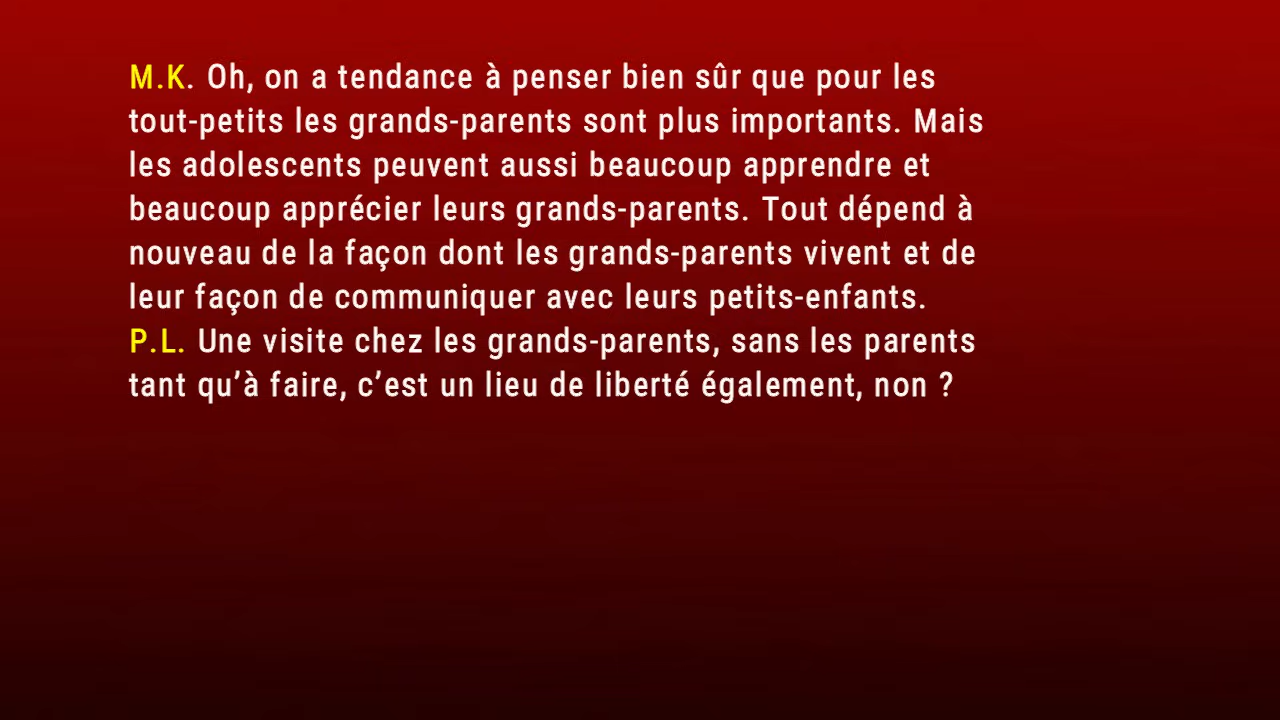 M.K. Oh, on a tendance à penser bien sûr que pour les
tout-petits les grands-parents sont plus importants. Mais
les adolescents peuvent aussi beaucoup apprendre et
beaucoup apprécier leurs grands-parents. Tout dépend à
nouveau de la façon dont les grands-parents vivent et de
leur façon de communiquer avec leurs petits-enfants.
P.L. Une visite chez les grands-parents, sans les parents
tant qu’à faire, c’est un lieu de liberté également, non ?